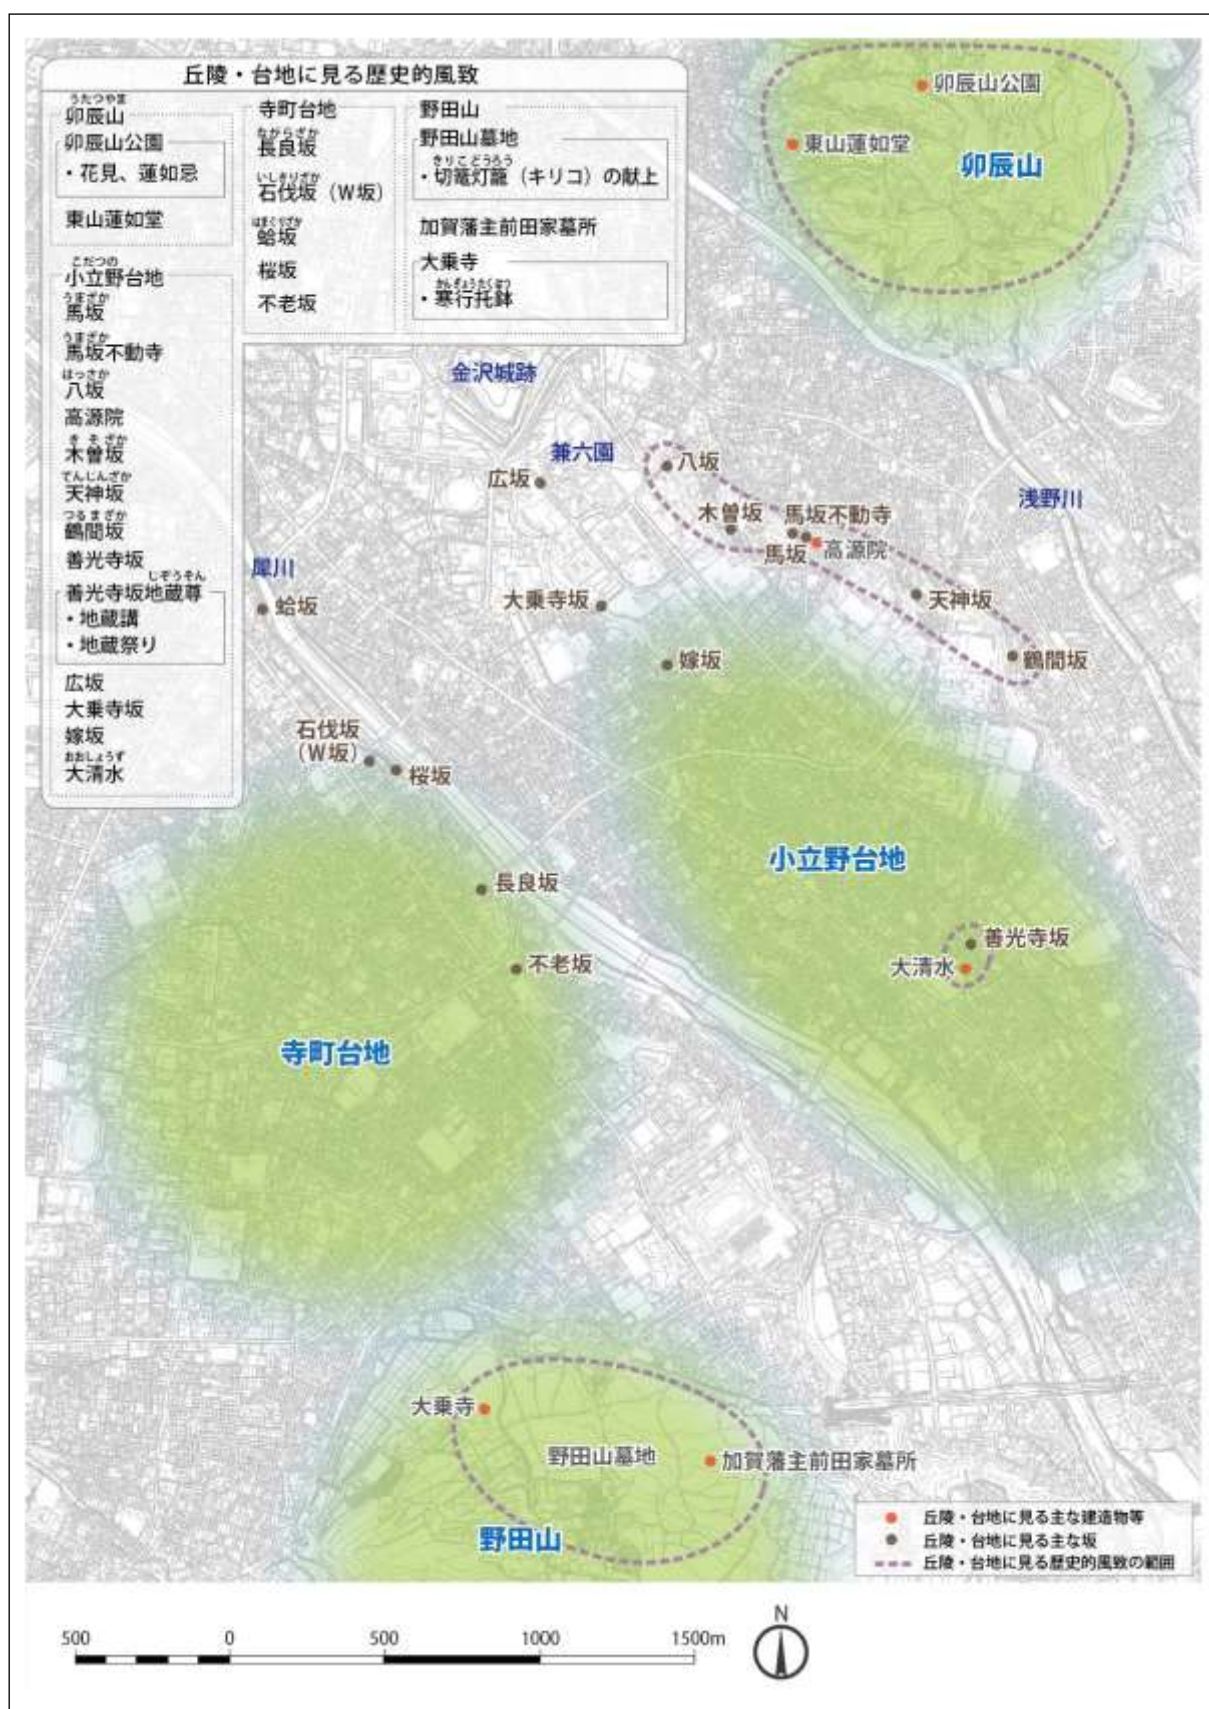 丘陵・台地に見る歴史的風致
うたつやま
卯辰山
卯辰山公園
・花見、蓮如忌
東山蓮如堂
こだつの
小立野台地
うまざか
馬坂
うまざか
馬坂不動寺
はっさか
八坂
高源院
きそざか
木曽坂
てんじんざか
天神坂
つるまざか
鶴間坂
善光寺坂
じぞうそん
善光寺坂地蔵尊
・地蔵講
・地蔵祭り
広坂
大乗寺坂
嫁坂
おおしょうず
大清水
寺町台地
ながらざか
長良坂
いしきりざか
石伐坂（W坂）
はまぐりざか
蛤坂
桜坂
不老坂
野田山
野田山墓地
きりこどうろう
・切篭灯籠（キリコ）の献上
加賀藩主前田家墓所
大乗寺
かんぎょうたくはつ
・寒行托鉢
卯辰山公園
東山蓮如堂
卯辰山
金沢城跡
兼六園
広坂
八坂
浅野川
木曽坂
馬坂不動寺
馬坂
高源院
犀川
蛤坂
大乗寺坂
天神坂
嫁坂
鶴間坂
石伐坂
（W坂）
桜坂
小立野台地
長良坂
善光寺坂
大清水
不老坂
寺町台地
大乗寺
野田山墓地
加賀藩主前田家墓所
野田山
丘陵・台地に見る主な建造物等
丘陵・台地に見る主な坂
丘陵・台地に見る歴史的風致の範囲
500 0 500 1000 1500m
N